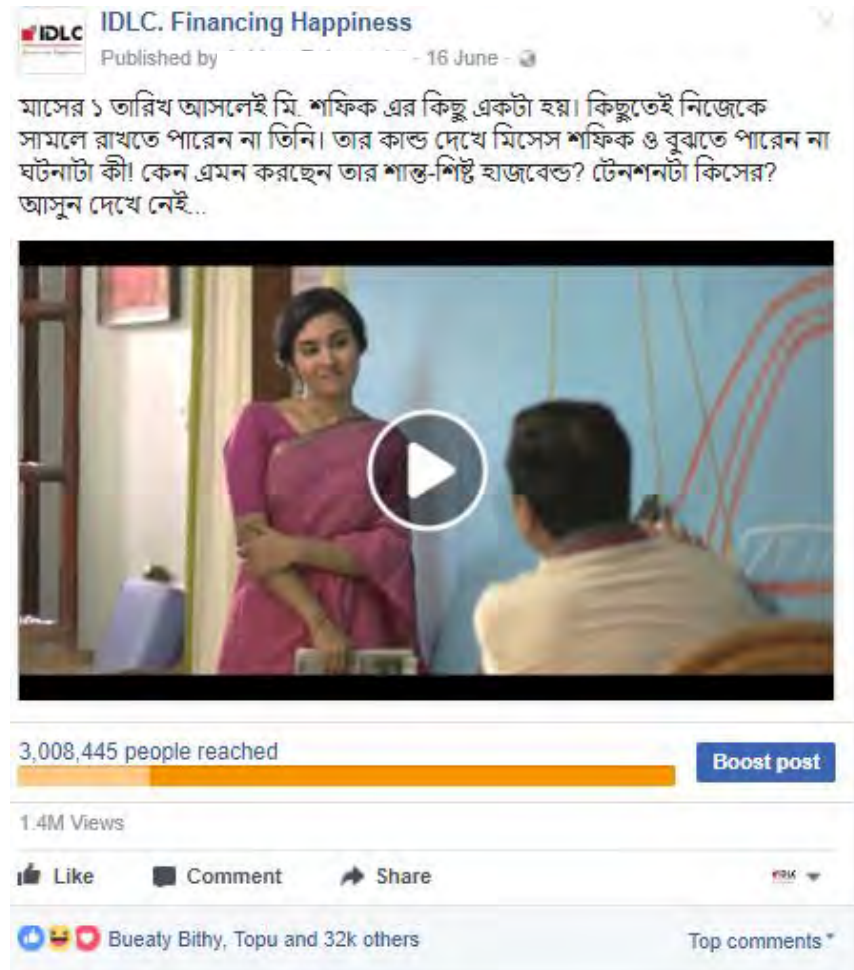 IDLC
IDLC. Financing Happiness
Published by - 16 June -
মাসের ১ তারিখ আসলেই মি. শফিক এর কিছু একটা হয়। কিছুতেই নিজেকে
সামলে রাখতে পারেন না তিনি। তার কান্ড দেখে মিসেস শফিক ও বুঝতে পারেন না
ঘটনাটা কী! কেন এমন করছেন তার শান্ত-শিষ্ট হাজবেন্ড? টেনশনটা কিসের?
আসুন দেখে নেই...
3,008,445 people reached
Boost post
1.4M Views
Like Comment Share
IDLC
Bueaty Bithy, Topu and 32k others
Top comments